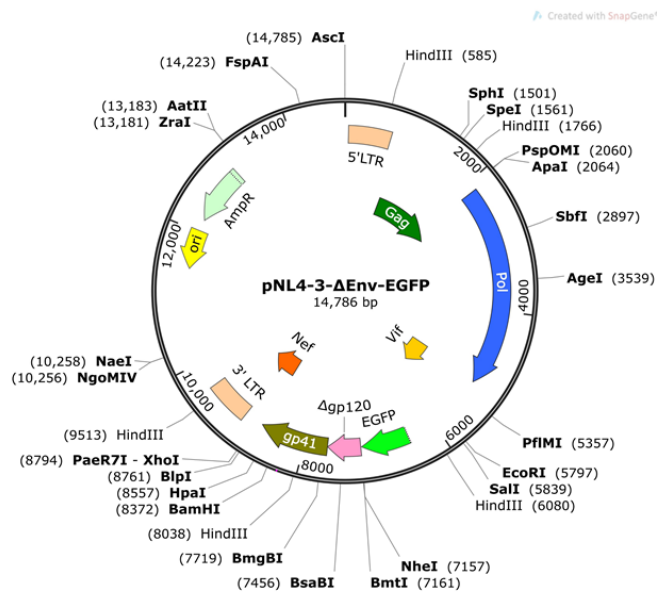 Created with SnapGene®
(14,785) AscI
HindIII (585)
(14,223) FspAI
SphI (1501)
SpeI (1561)
HindIII (1766)
(13,183) AatII
(13,181) ZraI
PspOMI (2060)
ApaI (2064)
14,000
2000
5'LTR
AmpR
Gag
SbfI (2897)
12,000
ori
Pol
AgeI (3539)
pNL4-3-ΔEnv-EGFP
14,786 bp
4000
Nef
Vif
(10,258) NaeI
(10,256) NgoMIV
10,000
3' LTR
Δgp120
EGFP
gp41
(9513) HindIII
PflMI (5357)
6000
8000
(8794) PaeR7I - XhoI
EcoRI (5797)
(8761) BlpI
SalI (5839)
(8557) HpaI
HindIII (6080)
(8372) BamHI
(8038) HindIII
(7719) BmgBI
NheI (7157)
(7456) BsaBI
BmtI (7161)